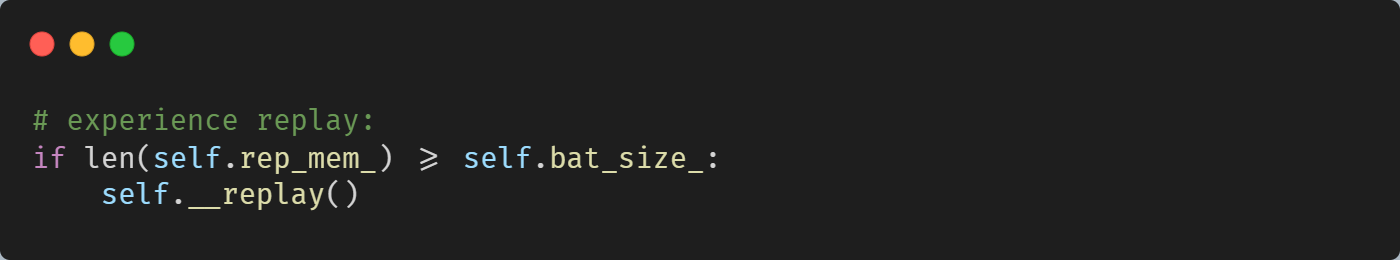 # experience replay:
if len(self.rep_mem_) >= self.bat_size_:
    self.__replay()